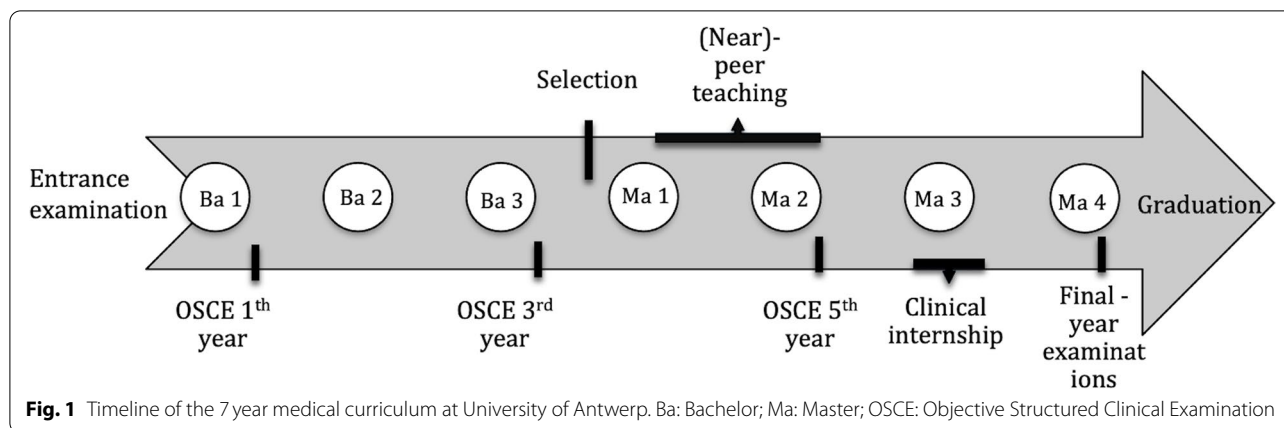 (Near)-
peer
teaching
Selection
Entrance
examination
Ba 1
Ba 2
Ba 3
Ma 1
Ma 2
Ma 3
Ma 4
Graduation
OSCE 1th
year
OSCE 3rd
year
OSCE 5th
year
Clinical
internship
Final -
year
examinat
ions
Fig. 1 Timeline of the 7 year medical curriculum at University of Antwerp. Ba: Bachelor; Ma: Master; OSCE: Objective Structured Clinical Examination